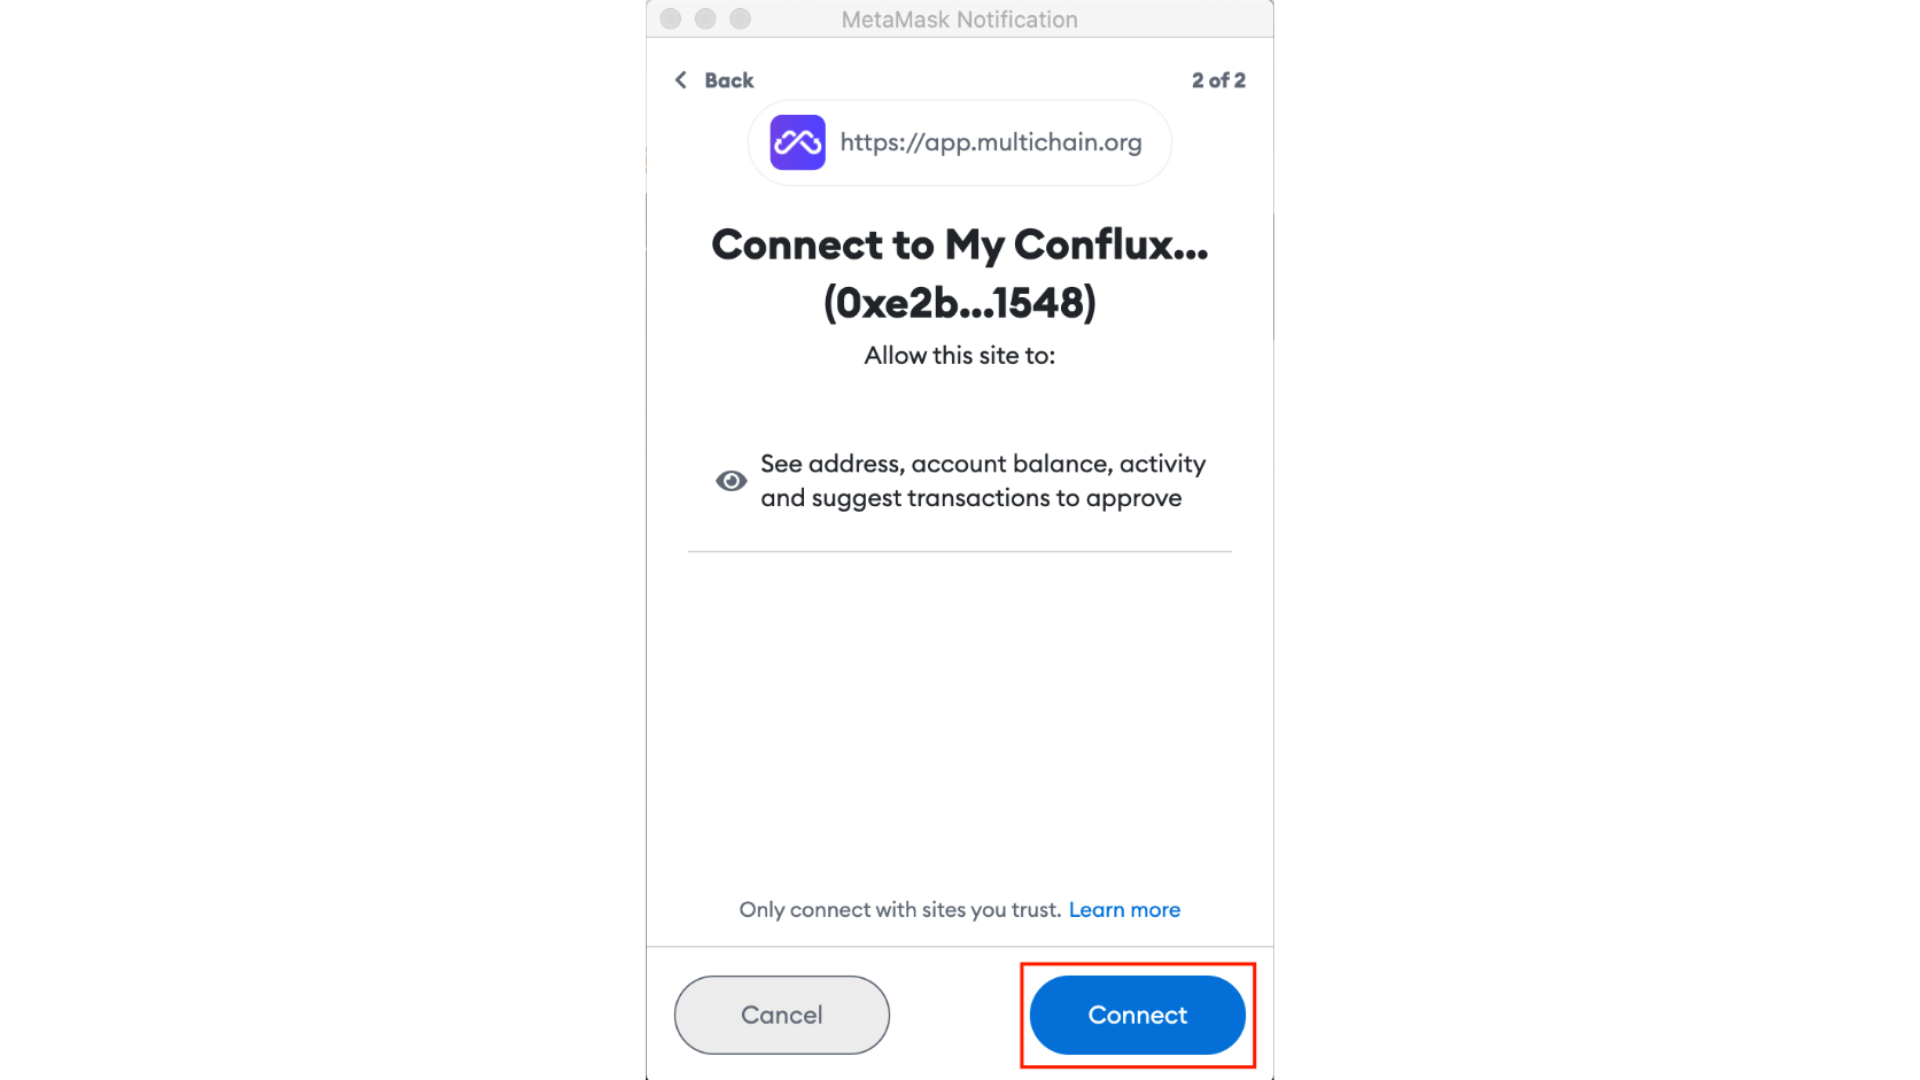 MetaMask Notification
Back
2 of 2
https://app.multichain.org
Connect to My Conflux...
(0xe2b...1548)
Allow this site to:
See address, account balance, activity
and suggest transactions to approve
Only connect with sites you trust. Learn more
Cancel
Connect